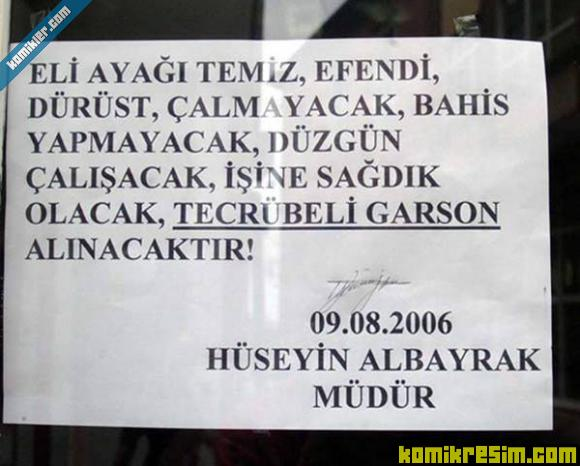 komikler.com
ELİ AYAĞI TEMİZ, EFENDİ,
DÜRÜST, ÇALMAYACAK, BAHİS
YAPMAYACAK, DÜZGÜN
ÇALIŞACAK, İŞİNE SAĞDIK
OLACAK, TECRÜBELİ GARSON
ALINACAKTIR!
09.08.2006
HÜSEYİN ALBAYRAK
MÜDÜR
komikresim.com